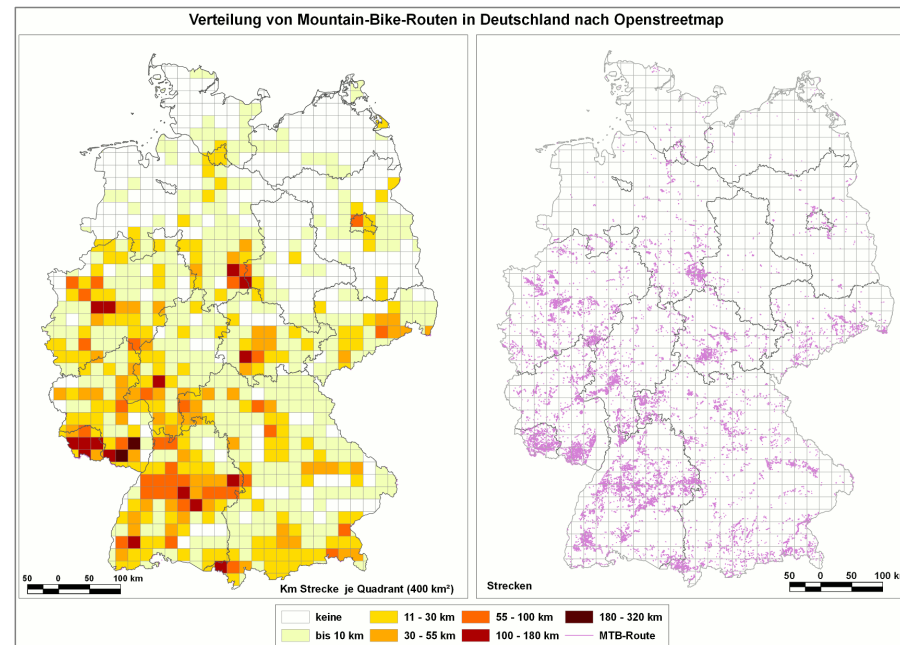 Verteilung von Mountain-Bike-Routen in Deutschland nach Openstreetmap
50 0 50 100 km
Km Strecke je Quadrant (400 km²)
Strecken
50 0 50 100 km
keine
11 - 30 km
55 - 100 km
180 - 320 km
bis 10 km
30 - 55 km
100 - 180 km
MTB-Route